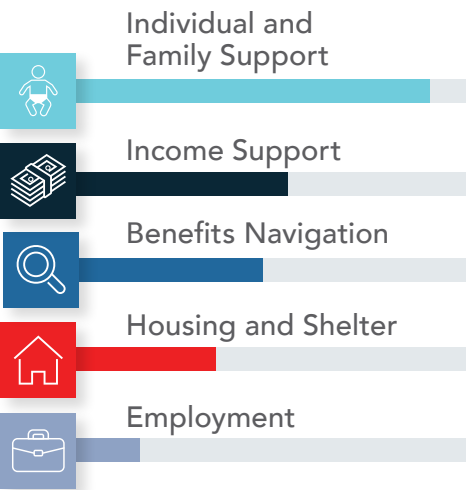 Individual and
Family Support
Income Support
Benefits Navigation
Housing and Shelter
Employment